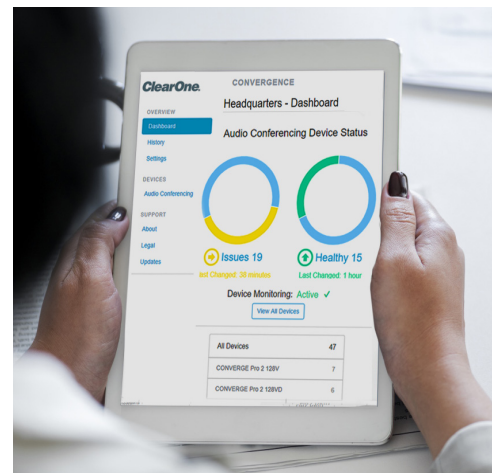 ClearOne.
CONVERGENCE
Headquarters - Dashboard
OVERVIEW
Dashboard
History
Settings
DEVICES
Audio Conferencing
SUPPORT
About
Legal
Updates
Audio Conferencing Device Status
Issues 19
Changed: 38 minutes
Healthy 15
Last Changed: 1 hour
Device Monitoring: Active ✓
View All Devices
All Devices 47
CONVERGE Pro 2 128V 7
CONVERGE Pro 2 128VD 6